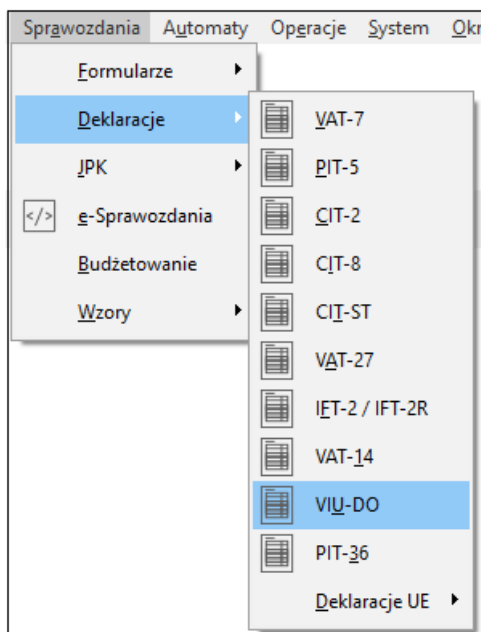 Sprawozdania Automaty Operacje System Okr
Formularze
Deklaracje
JPK
</> e-Sprawozdania
Budżetowanie
Wzory
VAT-7
PIT-5
CIT-2
CIT-8
CIT-ST
VAT-27
IFT-2 / IFT-2R
VAT-14
VIU-DO
PIT-36
Deklaracje UE